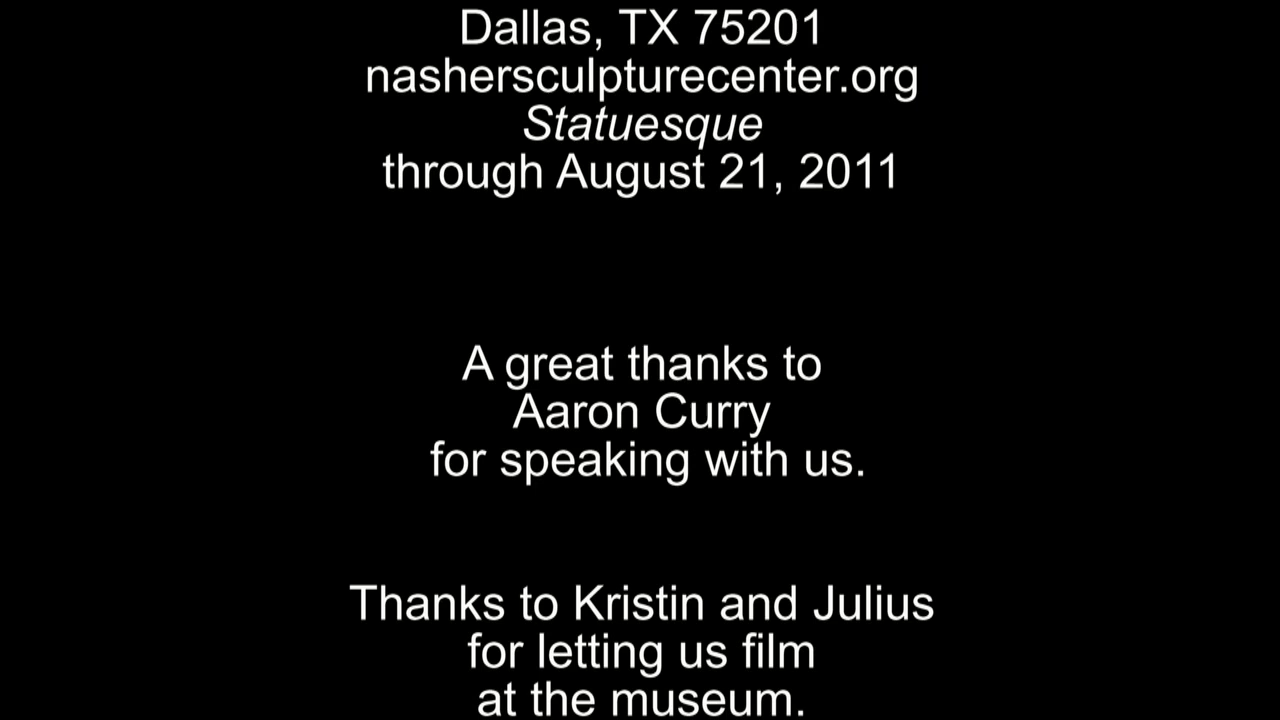 Dallas, TX 75201
nashersculpturecenter.org
Statuesque
through August 21, 2011
A great thanks to
Aaron Curry
for speaking with us.
Thanks to Kristin and Julius
for letting us film
at the museum.